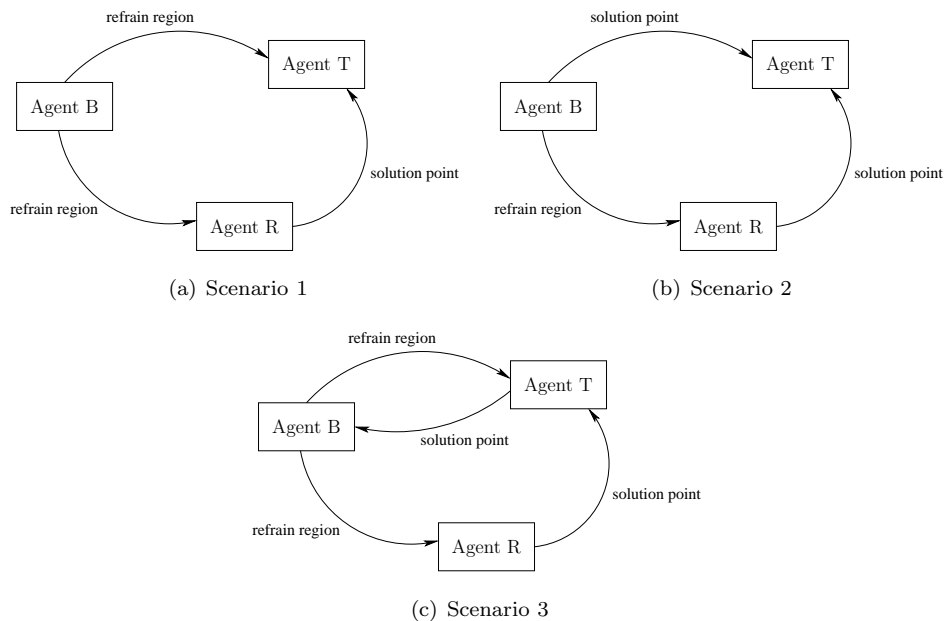 refrain region
Agent T
Agent B
solution point
refrain region
Agent R
(a) Scenario 1
solution point
Agent T
Agent B
solution point
refrain region
Agent R
(b) Scenario 2
refrain region
Agent T
Agent B
solution point
solution point
refrain region
Agent R
(c) Scenario 3